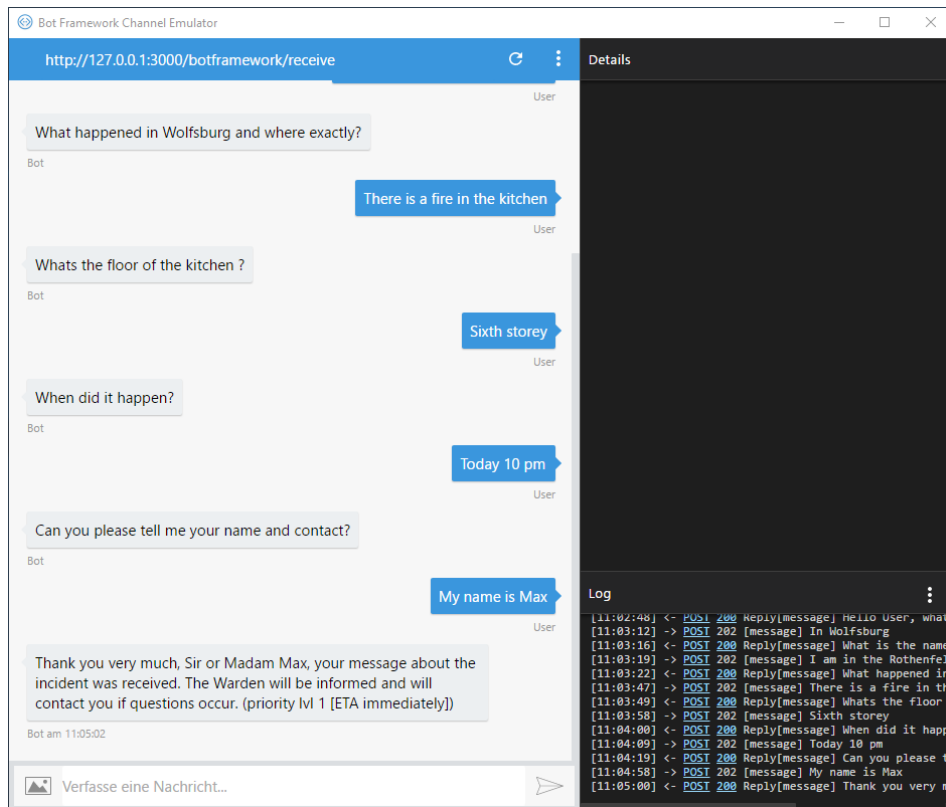 Bot Framework Channel Emulator
http://127.0.0.1:3000/botframework/receive
User
What happened in Wolfsburg and where exactly?
Bot
There is a fire in the kitchen
User
Whats the floor of the kitchen ?
Bot
Sixth storey
User
When did it happen?
Bot
Today 10 pm
User
Can you please tell me your name and contact?
Bot
My name is Max
User
Thank you very much, Sir or Madam Max, your message about the
incident was received. The Warden will be informed and will
contact you if questions occur. (priority lvl 1 [ETA immediately])
Bot am 11:05:02
Verfasse eine Nachricht...
Details
Log
[11:02:48] <- POST 200 Reply[message] Hello User, what
[11:03:12] -> POST 202 [message] In Wolfsburg
[11:03:16] <- POST 200 Reply[message] What is the name
[11:03:19] -> POST 202 [message] I am in the Rothenfel
[11:03:22] <- POST 200 Reply[message] What happened in
[11:03:47] -> POST 202 [message] There is a fire in th
[11:03:49] <- POST 200 Reply[message] Whats the floor
[11:03:58] -> POST 202 [message] Sixth storey
[11:04:00] <- POST 200 Reply[message] When did it happ
[11:04:09] -> POST 202 [message] Today 10 pm
[11:04:19] <- POST 200 Reply[message] Can you please t
[11:04:58] -> POST 202 [message] My name is Max
[11:05:00] <- POST 200 Reply[message] Thank you very m